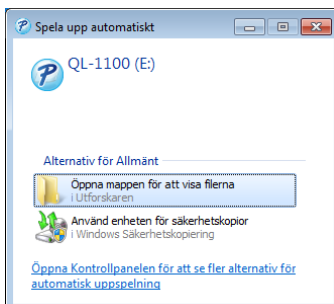 Spela upp automatiskt
QL-1100 (E:)
Alternativ för Allmänt
Öppna mappen för att visa filerna
i Utforskaren
Använd enheten för säkerhetskopior
i Windows Säkerhetskopiering
Öppna Kontrollpanelen för att se fler alternativ för
automatisk uppspelning